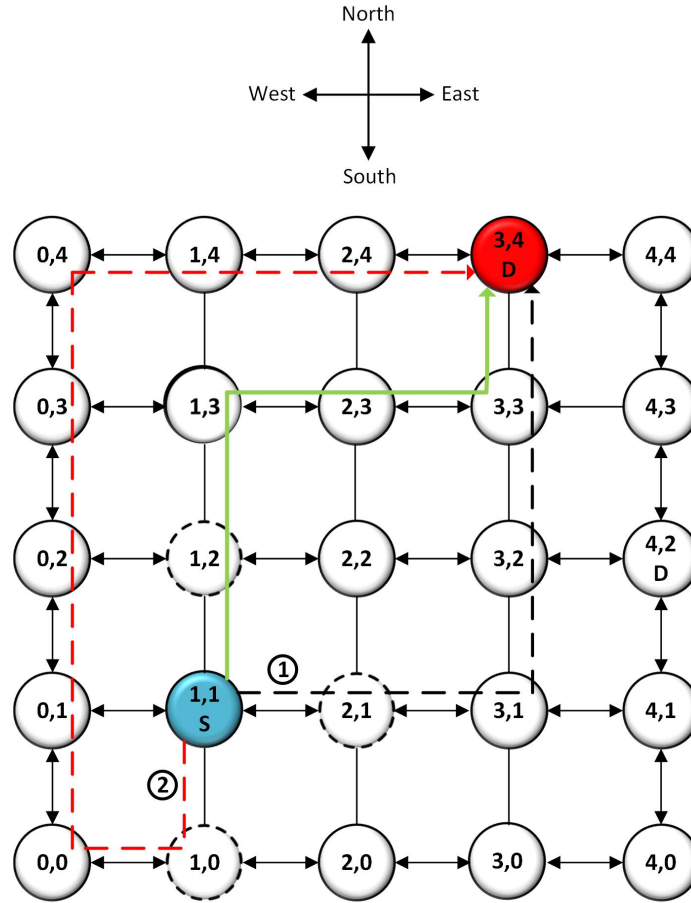 North
West East
South
0,4 1,4 2,4 3,4 4,4
D
0,3 1,3 2,3 3,3 4,3
0,2 1,2 2,2 3,2 4,2
D
1
0,1 1,1 2,1 3,1 4,1
S
2
0,0 1,0 2,0 3,0 4,0